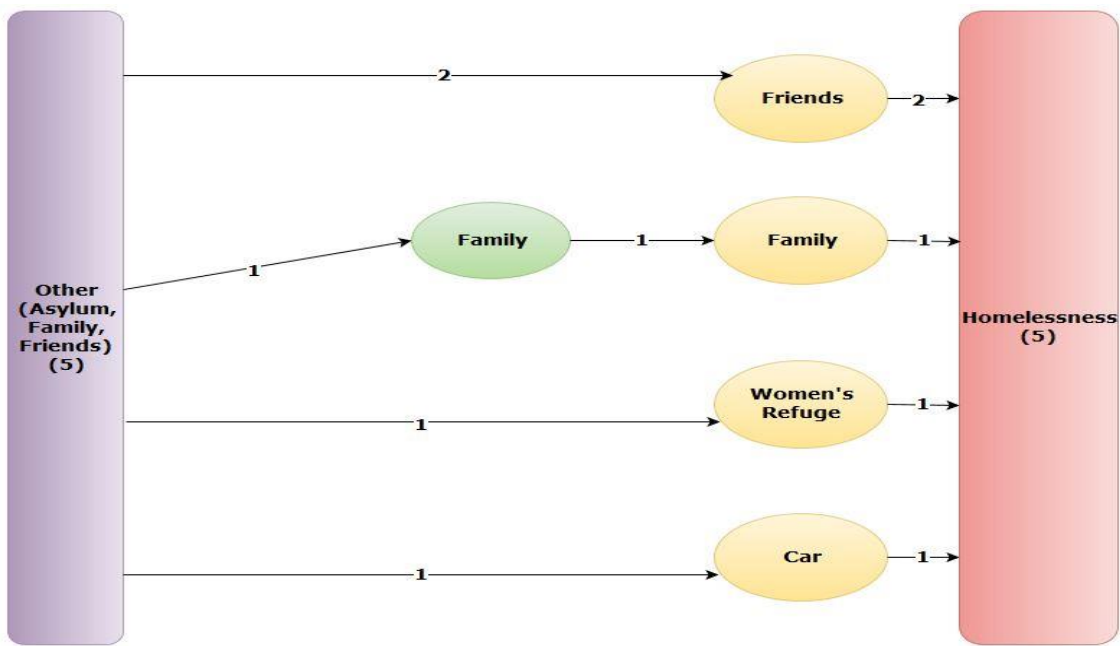 2
Friends
2
Family
1
Family
1
1
Other
(Asylum,
Family,
Friends)
(5)
Homelessness
(5)
Women's
Refuge
1
1
Car
1
1